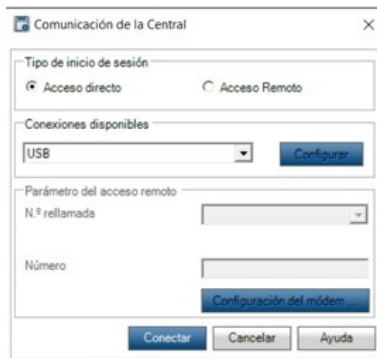 Comunicación de la Central
Tipo de inicio de sesión
Acceso directo
Acceso Remoto
Conexiones disponibles
USB
Configurar
Parámetro del acceso remoto
N.º rellamada
Número
Configuración del módem ...
Conectar
Cancelar
Ayuda